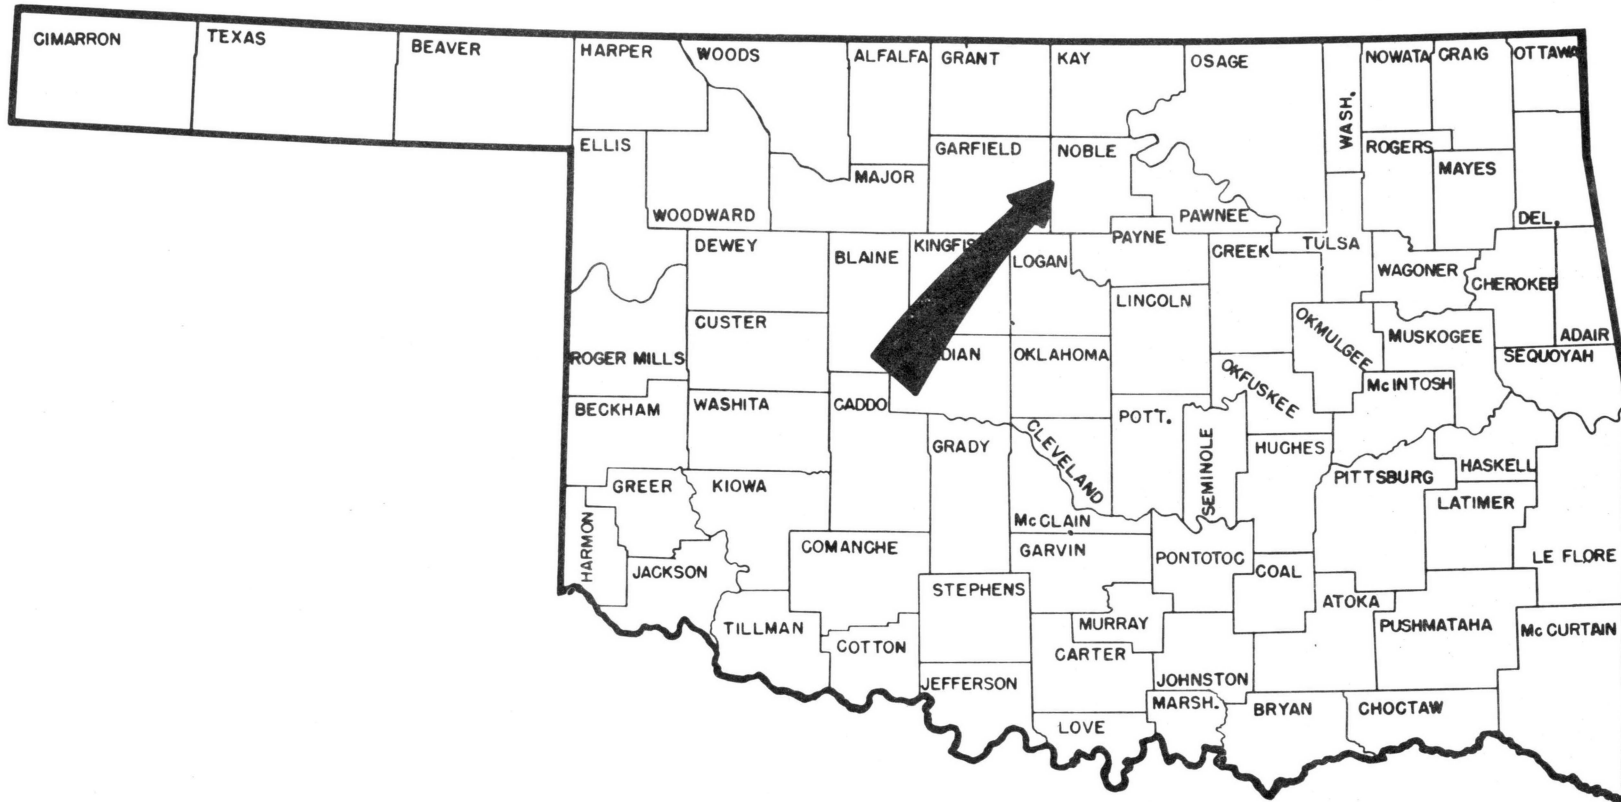 CIMARRON
TEXAS
BEAVER
HARPER
WOODS
ALFALFA
GRANT
KAY
OSAGE
WASH.
NOWATA
CRAIG
OTTAWA
ELLIS
WOODWARD
MAJOR
GARFIELD
NOBLE
PAWNEE
ROGERS
MAYES
DEL.
DEWEY
BLAINE
KINGFIS
LOGAN
PAYNE
CREEK
TULSA
WAGONER
CHEROKEE
ADAIR
LINCOLN
ROGER MILLS
CUSTER
DIAN
OKLAHOMA
OKMULGEE
MUSKOGEE
SEQUOYAH
OKFUSKEE
McINTOSH
BECKHAM
WASHITA
CADDO
GRADY
CLEVELAND
POTT.
SEMINOLE
HUGHES
PITTSBURG
HASKELL
LATIMER
LE FLORE
GREER
KIOWA
HARMON
JACKSON
COMANCHE
McCLAIN
GARVIN
PONTOTOC
COAL
ATOKA
PUSHMATAHA
McCURTAIN
TILLMAN
COTTON
STEPHENS
MURRAY
CARTER
JOHNSTON
JEFFERSON
LOVE
MARSH.
BRYAN
CHOCTAW